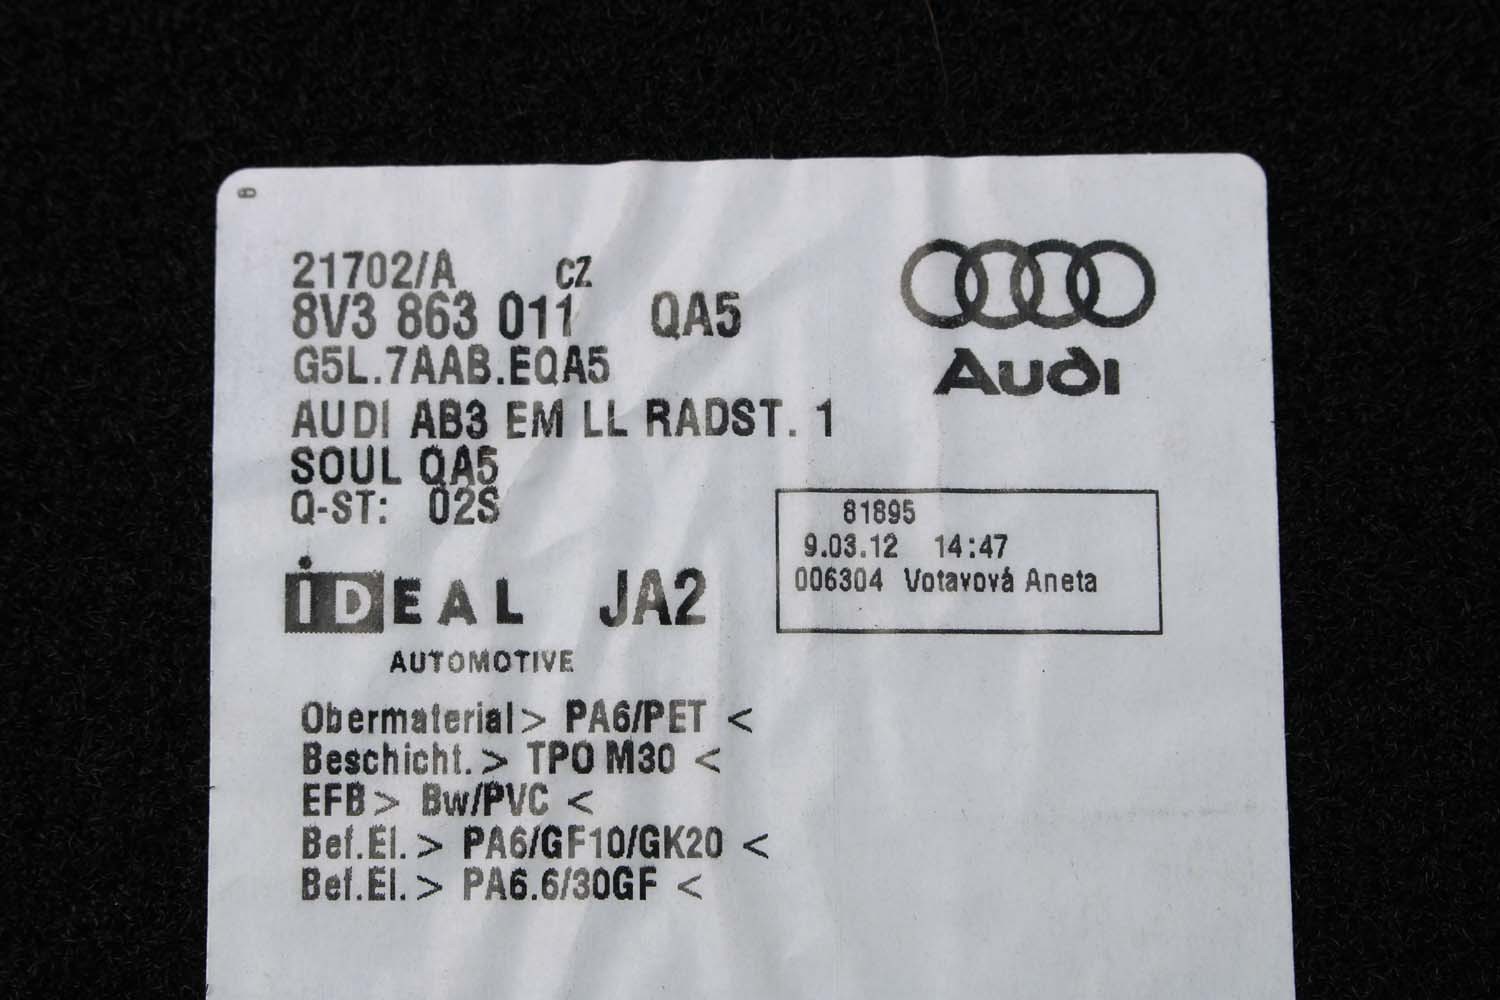 21702/A CZ
8V3 863 011 QA5
G5L.7AAB.EQA5
AUDI AB3 EM LL RADST. 1
SOUL QA5
Q-ST: 02S
Audi
81895
9.03.12 14:47
006304 Votavová Aneta
iDEAL JA2
AUTOMOTIVE
Obermaterial> PA6/PET <
Beschicht.> TPO M30 <
EFB> Bw/PVC <
Bef.El.> PA6/GF10/GK20 <
Bef.El.> PA6.6/30GF <